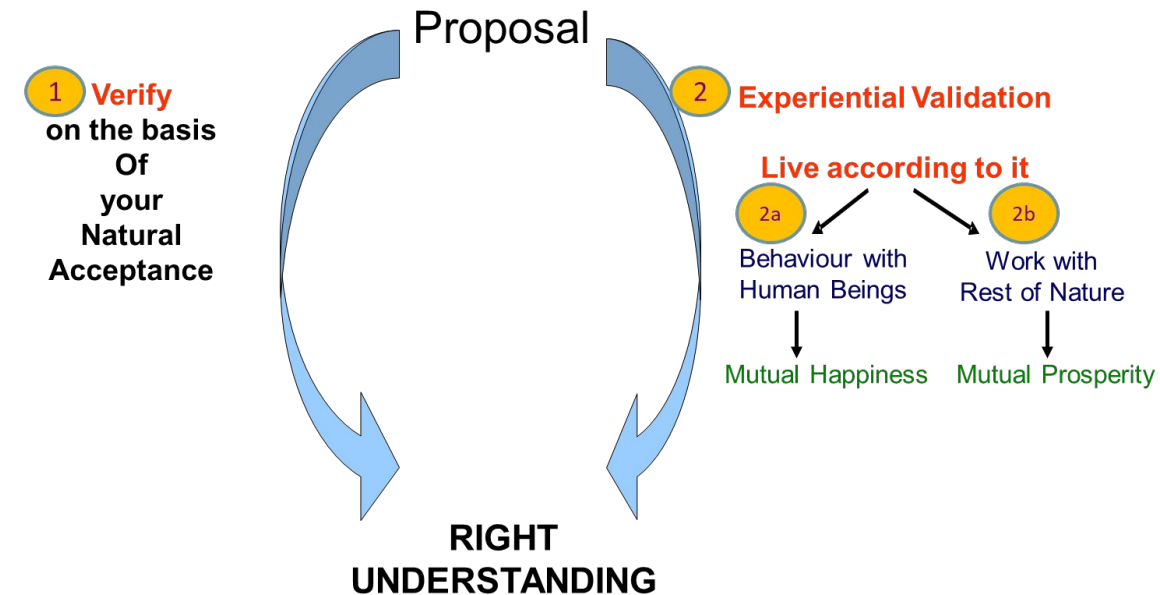 Proposal
1 Verify
on the basis
Of
your
Natural
Acceptance
2 Experiential Validation
Live according to it
2a
Behaviour with
Human Beings
Mutual Happiness
2b
Work with
Rest of Nature
Mutual Prosperity
RIGHT
UNDERSTANDING